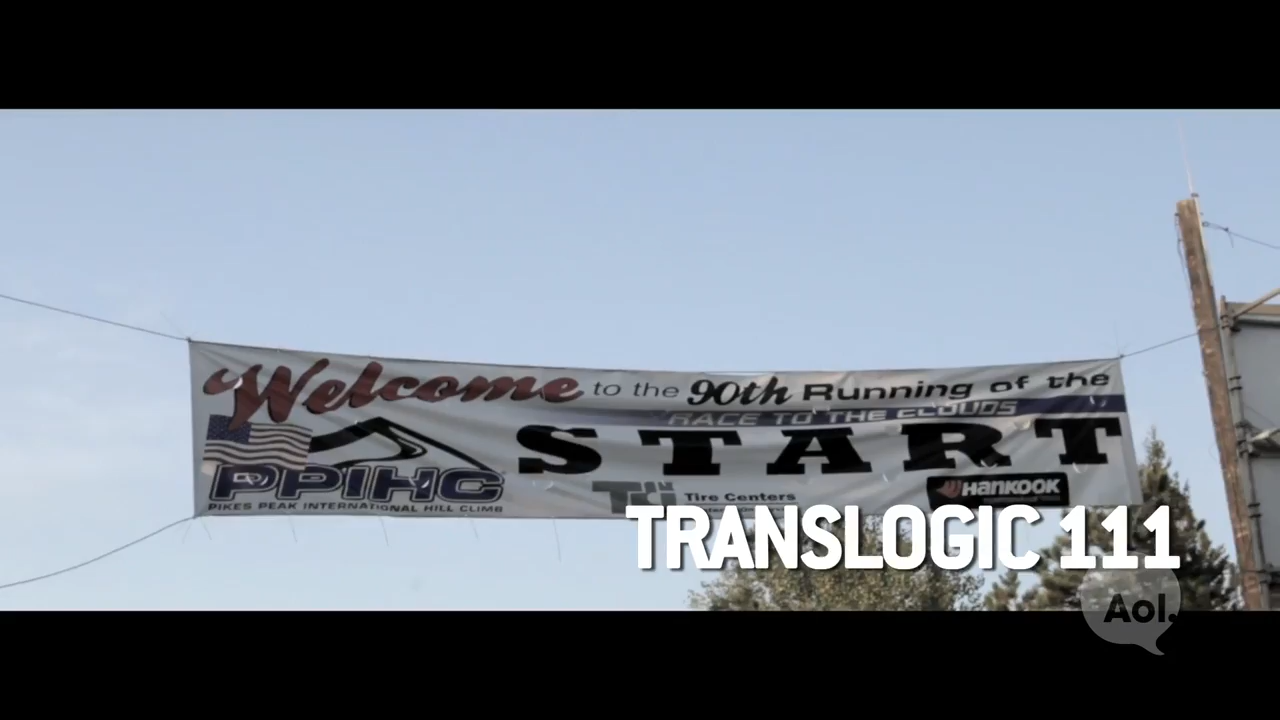 Welcome to the 90th Running of the
RACE TO THE CLOUDS
START
PPIHC
PIKES PEAK INTERNATIONAL HILL CLIMB
TCi Tire Centers
HANKOOK
TRANSLOGIC 111
Aol.